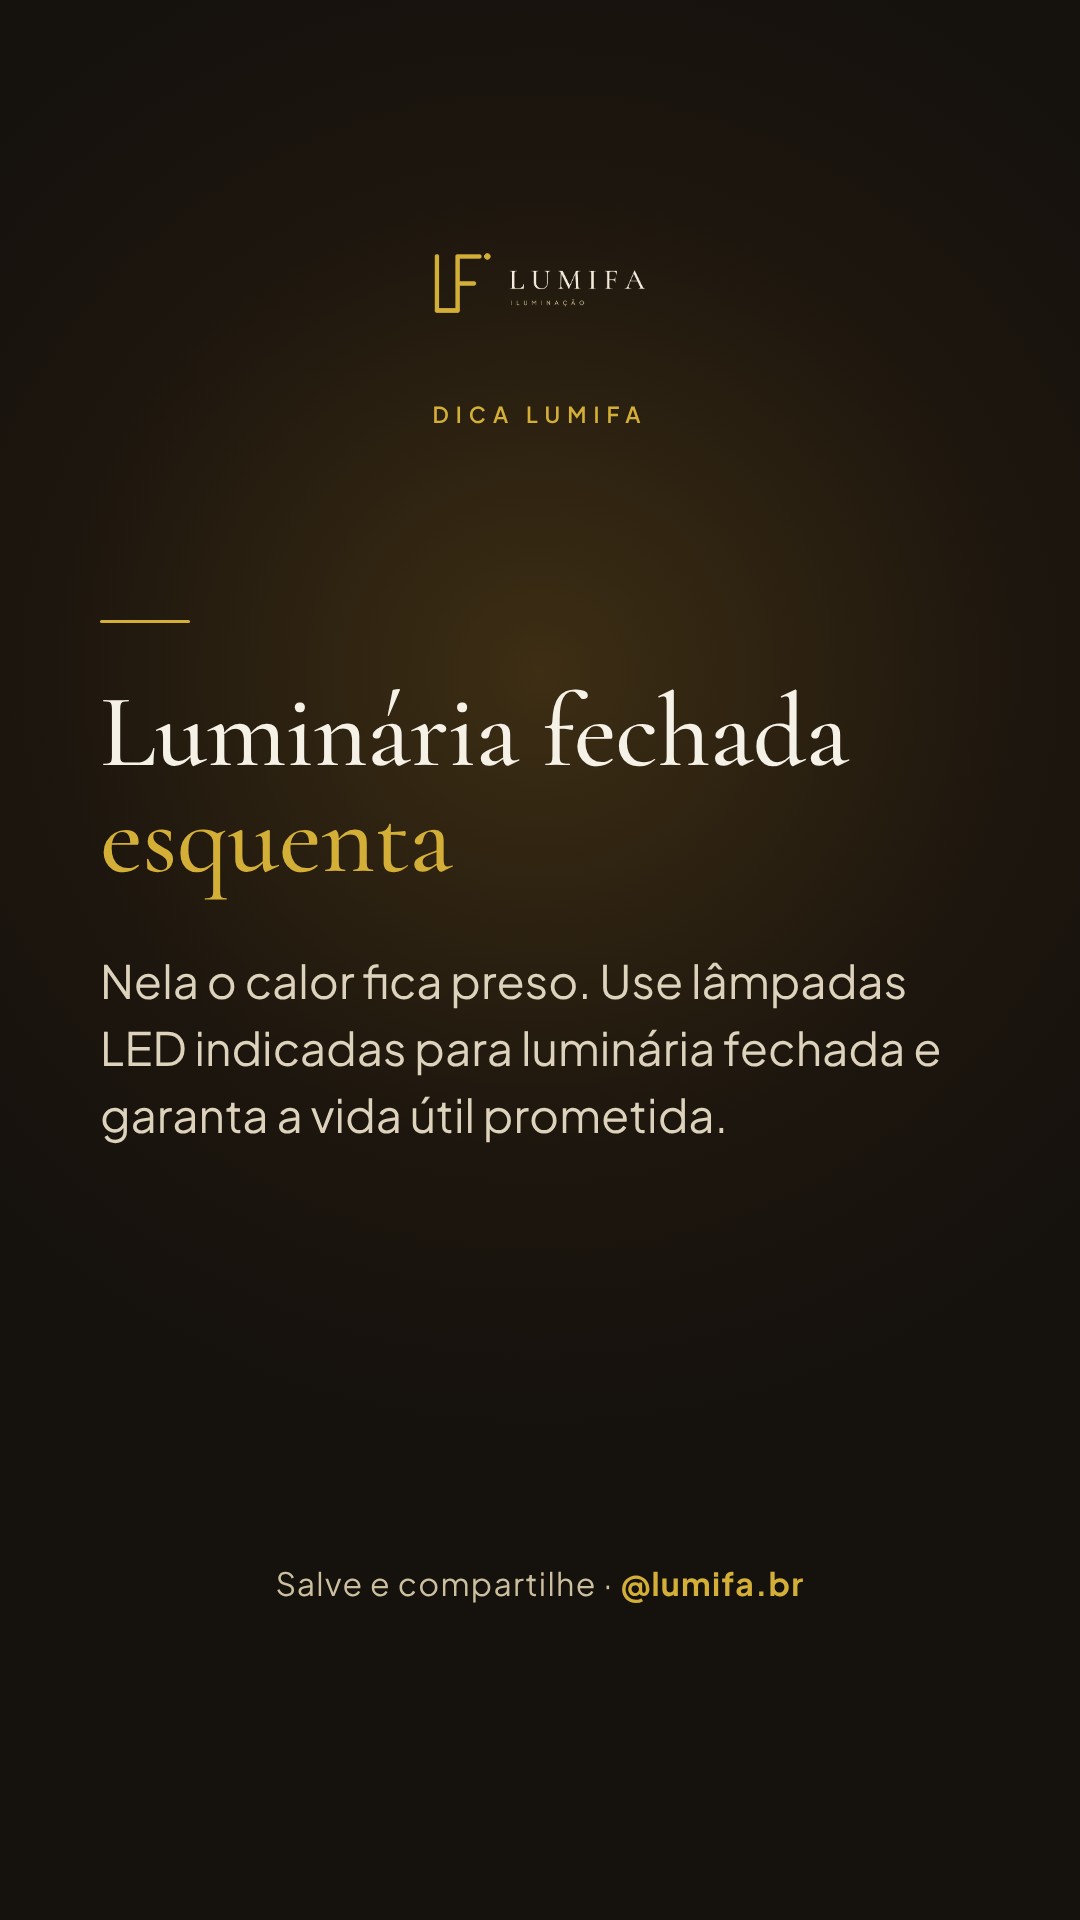 LF
LUMIFA
ILUMINAÇÃO
DICA LUMIFA
Luminária fechada
esquenta
Nela o calor fica preso. Use lâmpadas
LED indicadas para luminária fechada e
garanta a vida útil prometida.
Salve e compartilhe · @lumifa.br